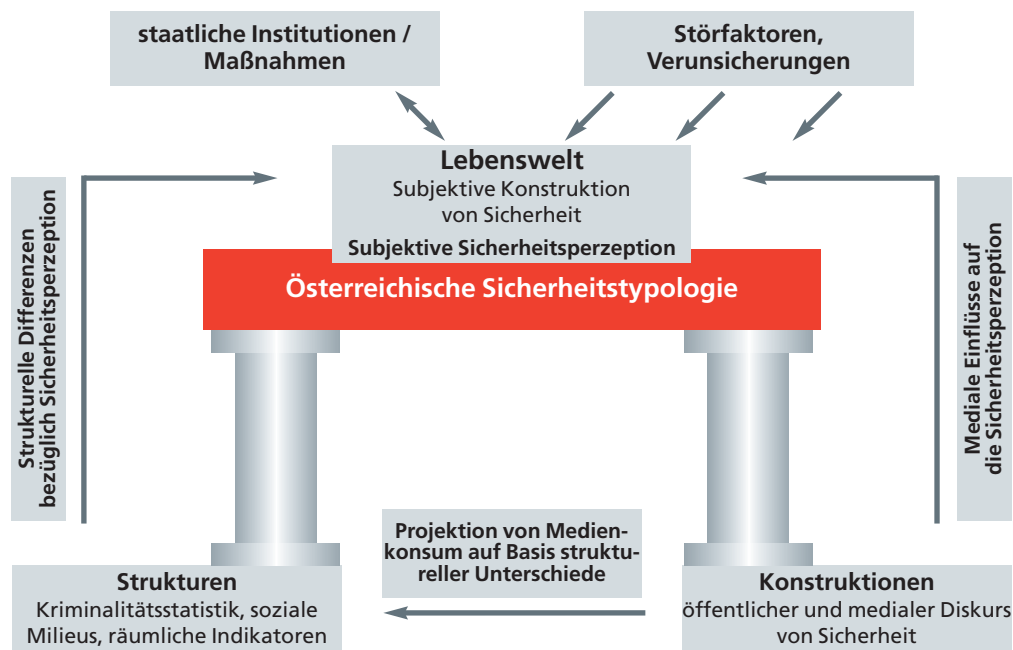 staatliche Institutionen /
Maßnahmen
Störfaktoren,
Verunsicherungen
Lebenswelt
Subjektive Konstruktion
von Sicherheit
Subjektive Sicherheitsperzeption
Österreichische Sicherheitstypologie
Strukturelle Differenzen
bezüglich Sicherheitsperzeption
Mediale Einflüsse auf
die Sicherheitsperzeption
Projektion von Medien-
konsum auf Basis struktu-
reller Unterschiede
Strukturen
Kriminalitätsstatistik, soziale
Milieus, räumliche Indikatoren
Konstruktionen
öffentlicher und medialer Diskurs
von Sicherheit